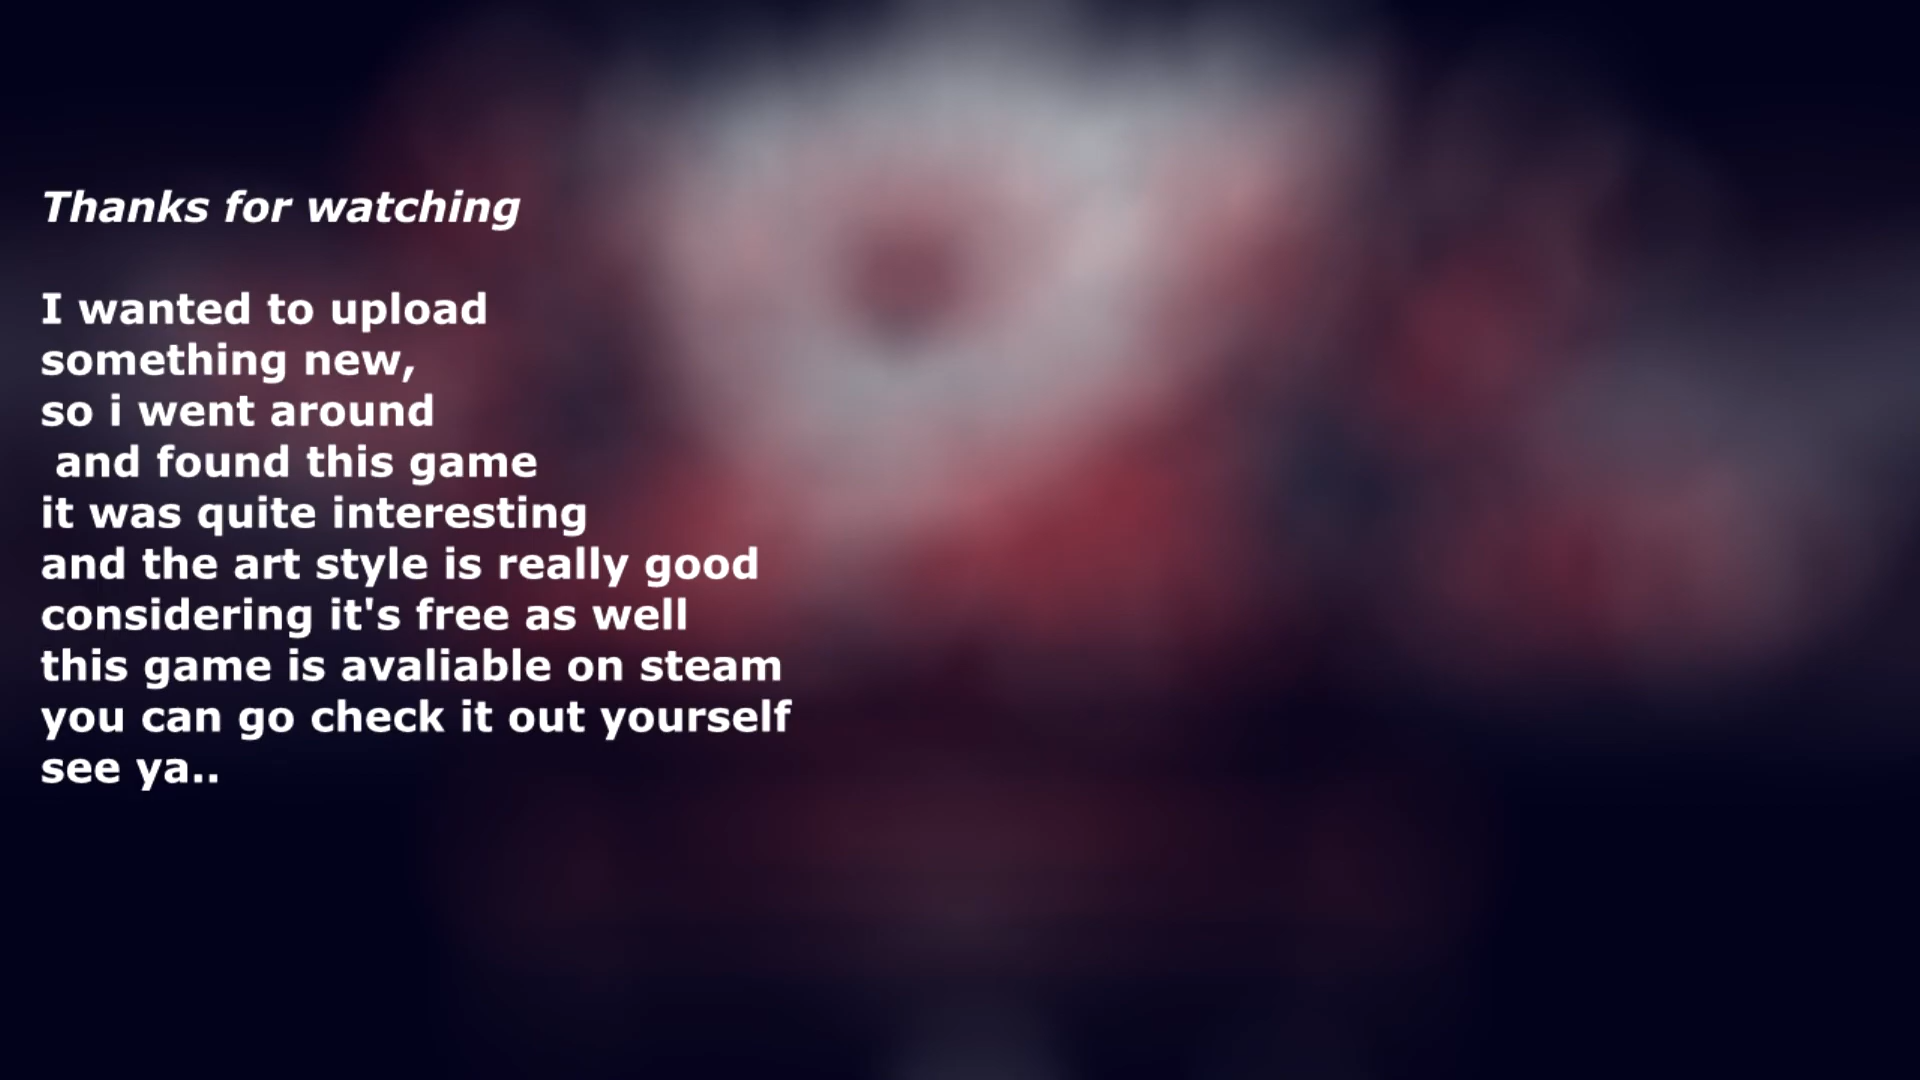 Thanks for watching
I wanted to upload
something new,
so i went around
and found this game
it was quite interesting
and the art style is really good
considering it's free as well
this game is avaliable on steam
you can go check it out yourself
see ya..